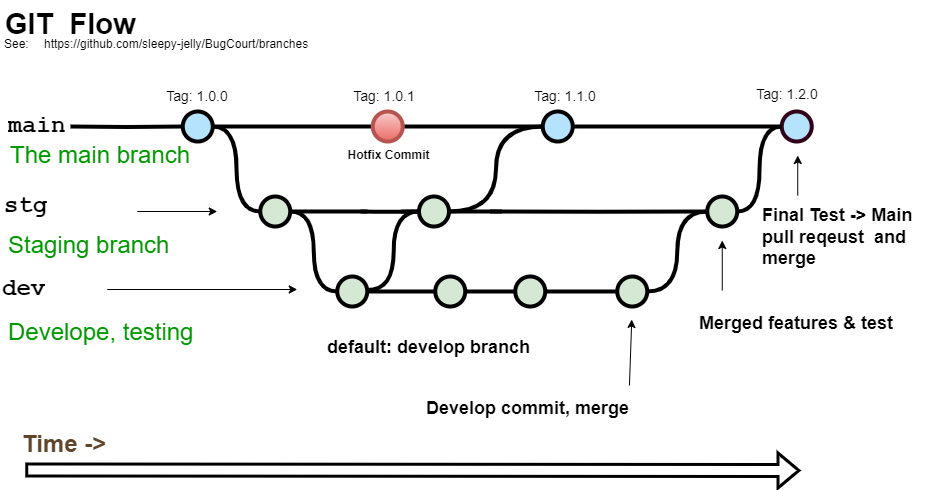 GIT Flow
See: https://github.com/sleepy-jelly/BugCourt/branches
Tag: 1.0.0
Tag: 1.0.1
Tag: 1.1.0
Tag: 1.2.0
main
The main branch
Hotfix Commit
stg
Staging branch
Final Test -> Main
pull reqeust and
merge
dev
Develope, testing
Merged features & test
default: develop branch
Develop commit, merge
Time ->